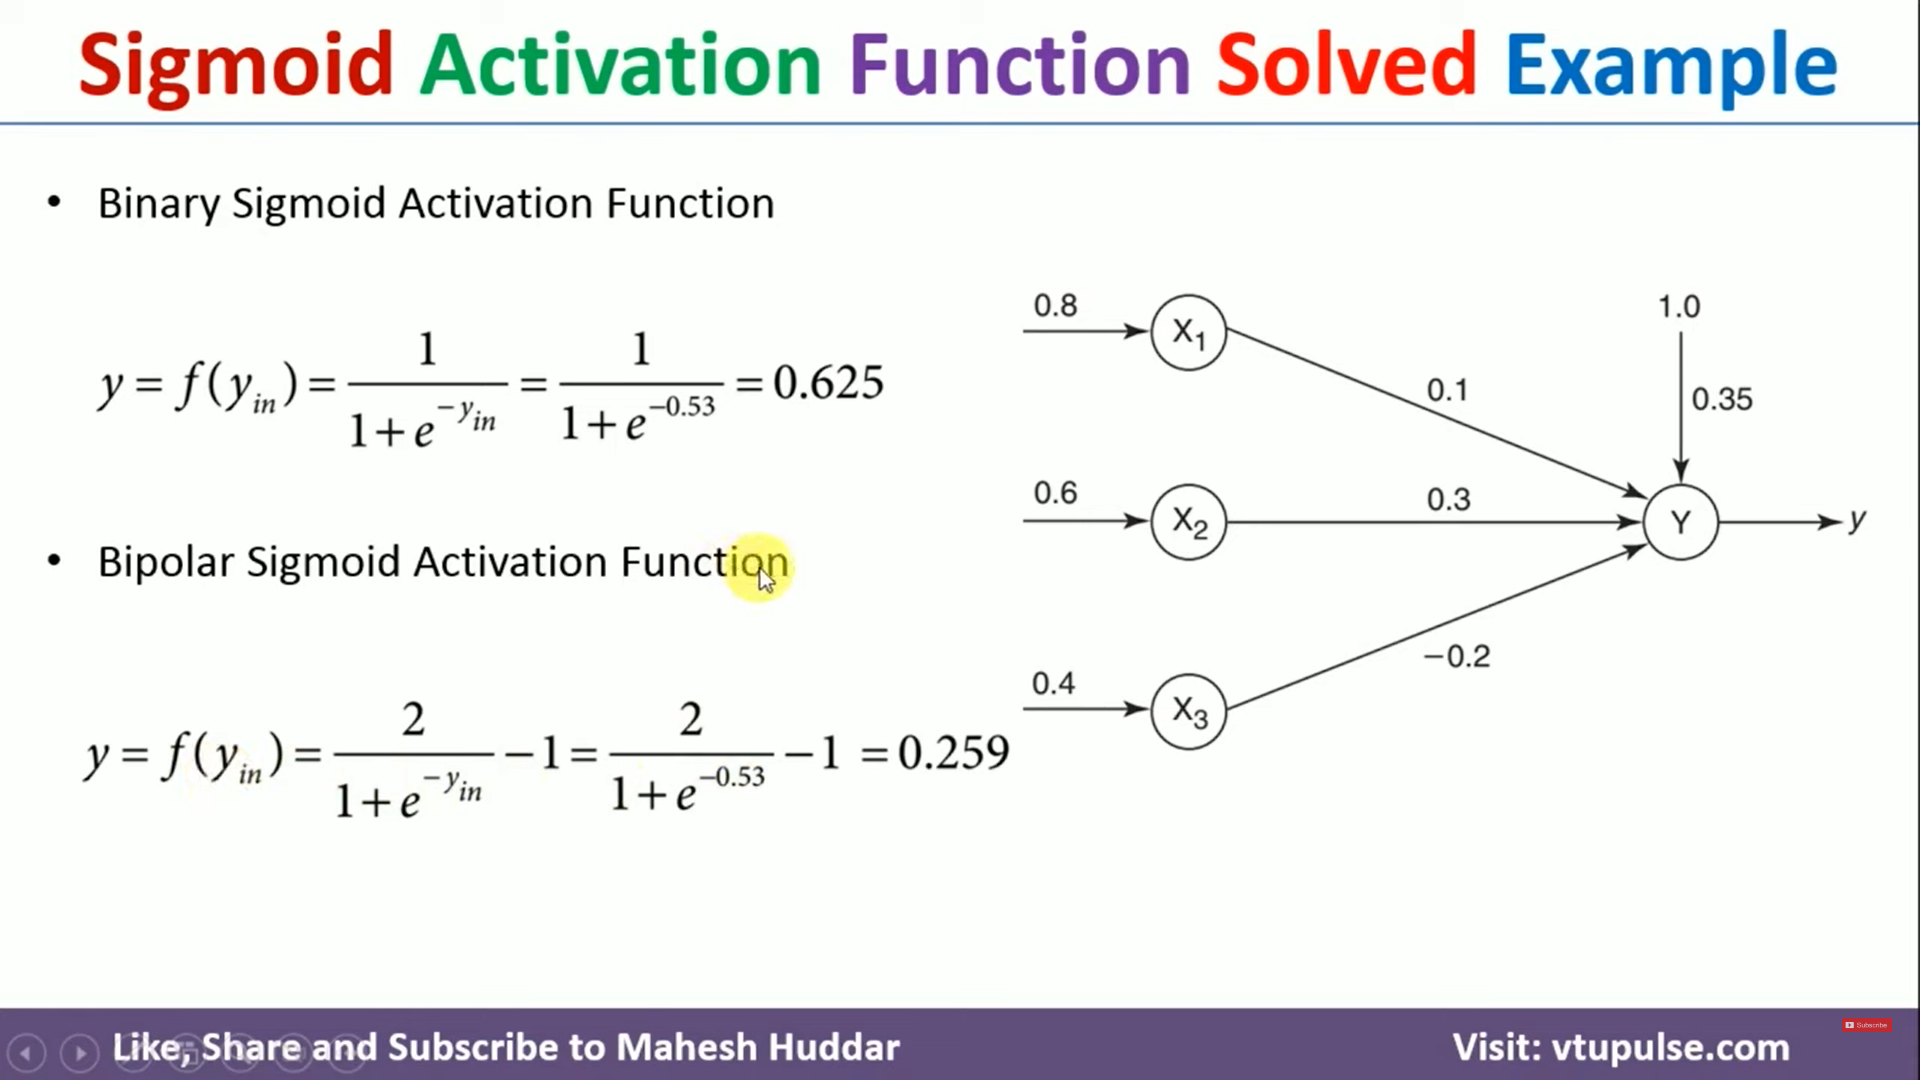 Sigmoid Activation Function Solved Example
• Binary Sigmoid Activation Function
y = f(y_in) = 1/(1+e^(−y_in)) = 1/(1+e^(−0.53)) = 0.625
• Bipolar Sigmoid Activation Function
y = f(y_in) = 2/(1+e^(−y_in)) −1 = 2/(1+e^(−0.53)) −1 = 0.259
0.8
X₁
1.0
0.1
0.35
0.6
X₂
0.3
Y
y
−0.2
0.4
X₃
Subscribe
Like, Share and Subscribe to Mahesh Huddar
Visit: vtupulse.com